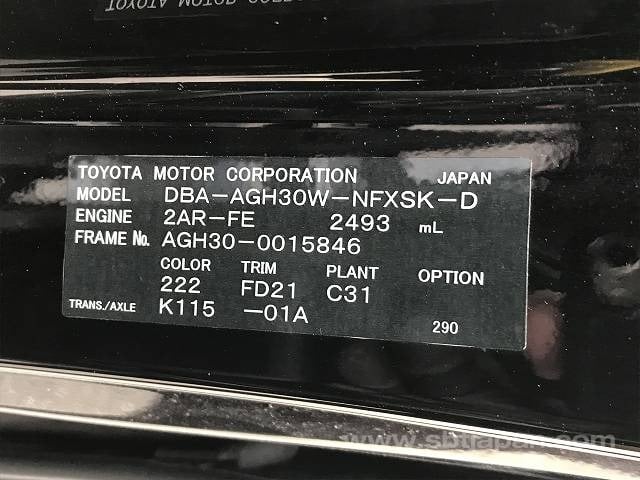 TOYOTA MOTOR CORPORATION JAPAN
MODEL DBA-AGH30W-NFXSK-D
ENGINE 2AR-FE 2493 mL
FRAME No. AGH30-0015846
COLOR TRIM PLANT OPTION
222 FD21 C31
TRANS./AXLE K115 -01A 290
www.sbtjapan.com